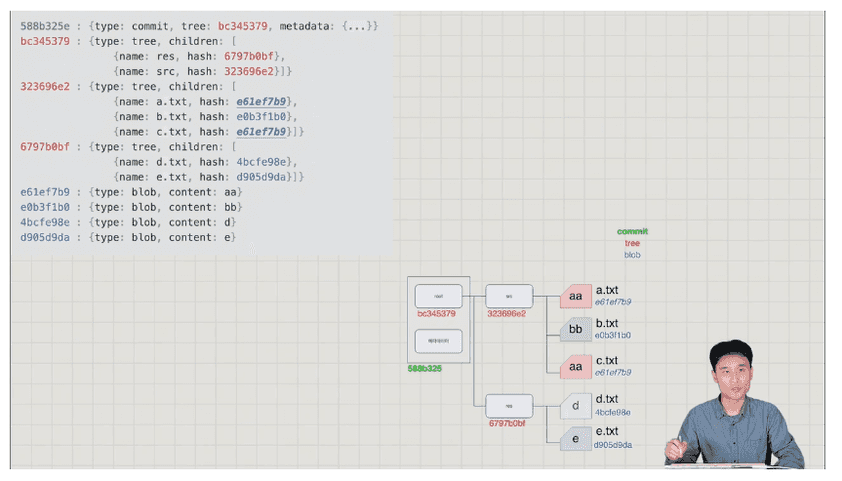 588b325e : {type: commit, tree: bc345379, metadata: {...}}
bc345379 : {type: tree, children: [
{name: res, hash: 6797b0bf},
{name: src, hash: 323696e2}]}
323696e2 : {type: tree, children: [
{name: a.txt, hash: e61ef7b9},
{name: b.txt, hash: e0b3f1b0},
{name: c.txt, hash: e61ef7b9}]}
6797b0bf : {type: tree, children: [
{name: d.txt, hash: 4bcfe98e},
{name: e.txt, hash: d905d9da}]}
e61ef7b9 : {type: blob, content: aa}
e0b3f1b0 : {type: blob, content: bb}
4bcfe98e : {type: blob, content: d}
d905d9da : {type: blob, content: e}
commit
tree
blob
bc345379
588b325
323696e2
aa a.txt
e61ef7b9
bb b.txt
e0b3f1b0
aa c.txt
e61ef7b9
6797b0bf
d d.txt
4bcfe98e
e e.txt
d905d9da